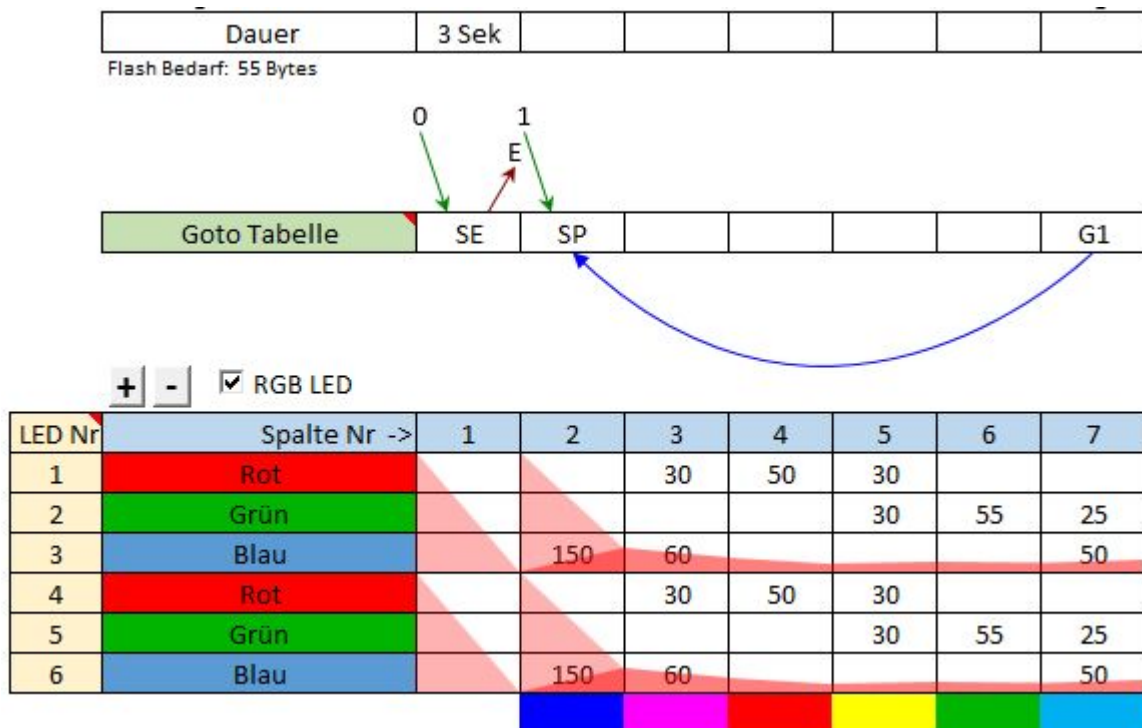 Dauer 3 Sek
Flash Bedarf: 55 Bytes
0 1
E
Goto Tabelle SE SP G1
+ - RGB LED
LED Nr Spalte Nr -> 1 2 3 4 5 6 7
1 Rot 30 50 30
2 Grün 30 55 25
3 Blau 150 60 50
4 Rot 30 50 30
5 Grün 30 55 25
6 Blau 150 60 50